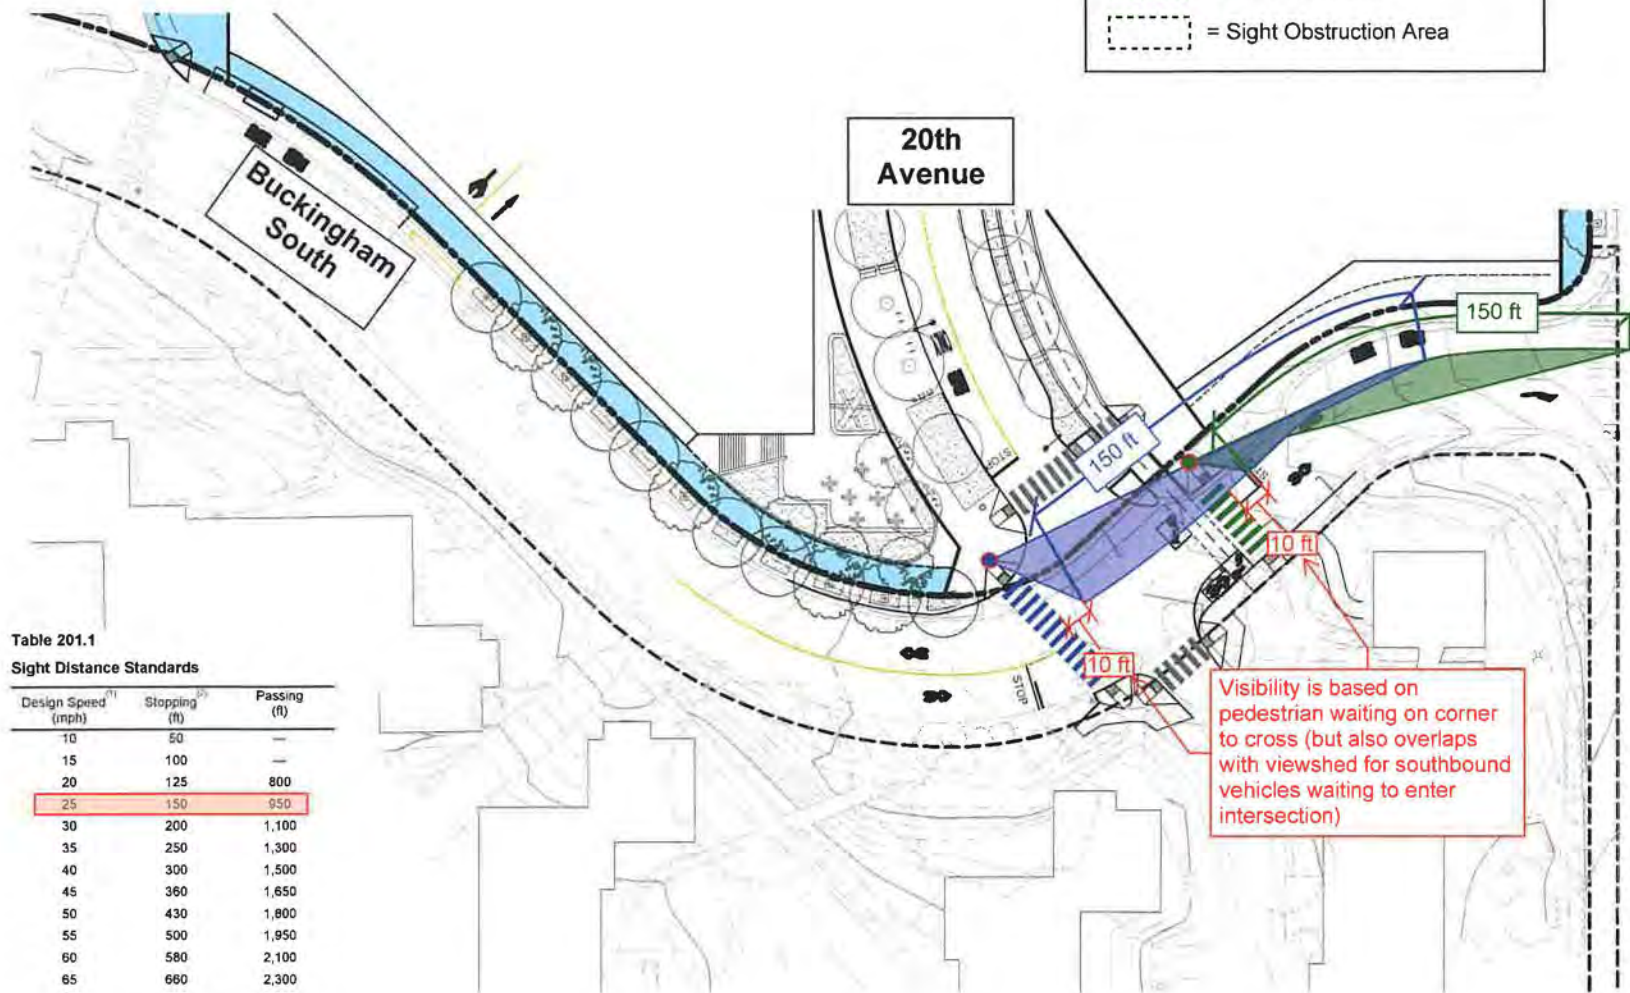 = Sight Obstruction Area
20th
Avenue
Buckingham
South
150 ft
150 ft
STOP
10 ft
10 ft
STOP
Visibility is based on
pedestrian waiting on corner
to cross (but also overlaps
with viewshed for southbound
vehicles waiting to enter
intersection)
Table 201.1
Sight Distance Standards
Design Speed(1) Stopping(2) Passing
(mph) (ft) (ft)
10 50 —
15 100 —
20 125 800
25 150 950
30 200 1,100
35 250 1,300
40 300 1,500
45 360 1,650
50 430 1,800
55 500 1,950
60 580 2,100
65 660 2,300